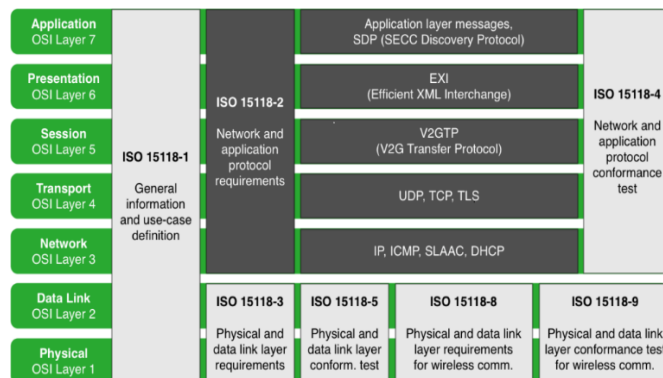 Application
OSI Layer 7
Presentation
OSI Layer 6
Session
OSI Layer 5
Transport
OSI Layer 4
Network
OSI Layer 3
Data Link
OSI Layer 2
Physical
OSI Layer 1
ISO 15118-1
General
information
and use-case
definition
ISO 15118-2
Network and
application
protocol
requirements
Application layer messages,
SDP (SECC Discovery Protocol)
EXI
(Efficient XML Interchange)
V2GTP
(V2G Transfer Protocol)
UDP, TCP, TLS
IP, ICMP, SLAAC, DHCP
ISO 15118-4
Network and
application
protocol
conformance
test
ISO 15118-3
Physical and
data link layer
requirements
ISO 15118-5
Physical and
data link layer
conform. test
ISO 15118-8
Physical and data link
layer requirements
for wireless comm.
ISO 15118-9
Physical and data link
layer conformance test
for wireless comm.